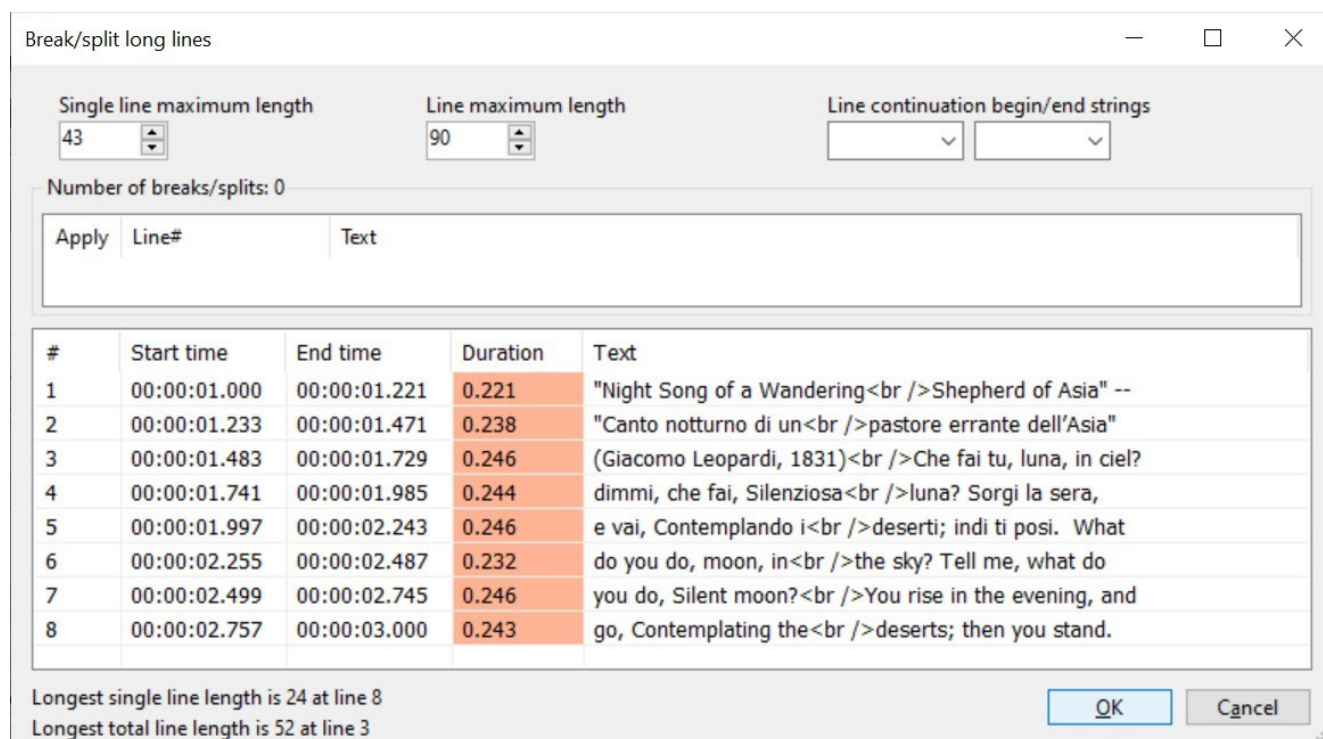 Break/split long lines
Single line maximum length Line maximum length Line continuation begin/end strings
43 90
Number of breaks/splits: 0
Apply Line# Text
# Start time End time Duration Text
1 00:00:01.000 00:00:01.221 0.221 "Night Song of a Wandering<br />Shepherd of Asia" --
2 00:00:01.233 00:00:01.471 0.238 "Canto notturno di un<br />pastore errante dell’Asia"
3 00:00:01.483 00:00:01.729 0.246 (Giacomo Leopardi, 1831)<br />Che fai tu, luna, in ciel?
4 00:00:01.741 00:00:01.985 0.244 dimmi, che fai, Silenziosa<br />luna? Sorgi la sera,
5 00:00:01.997 00:00:02.243 0.246 e vai, Contemplando i<br />deserti; indi ti posi.  What
6 00:00:02.255 00:00:02.487 0.232 do you do, moon, in<br />the sky? Tell me, what do
7 00:00:02.499 00:00:02.745 0.246 you do, Silent moon?<br />You rise in the evening, and
8 00:00:02.757 00:00:03.000 0.243 go, Contemplating the<br />deserts; then you stand.
Longest single line length is 24 at line 8
Longest total line length is 52 at line 3
OK Cancel